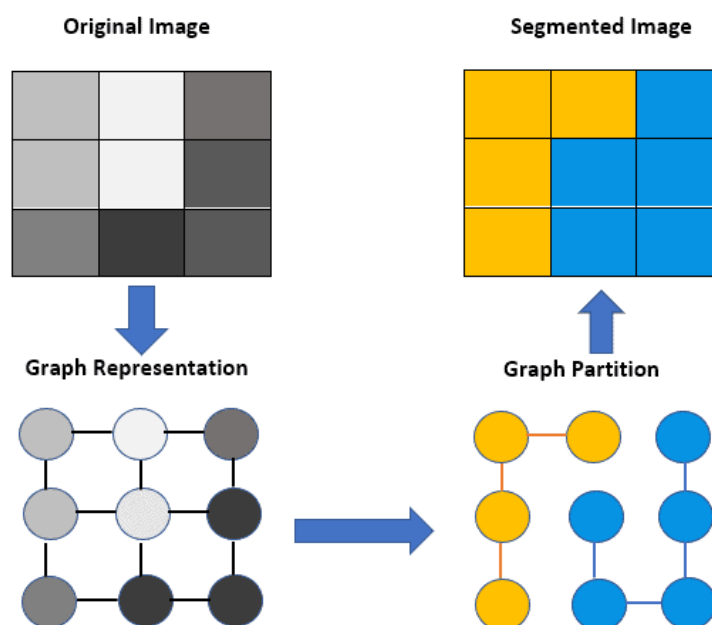 Original Image
Segmented Image
Graph Representation
Graph Partition